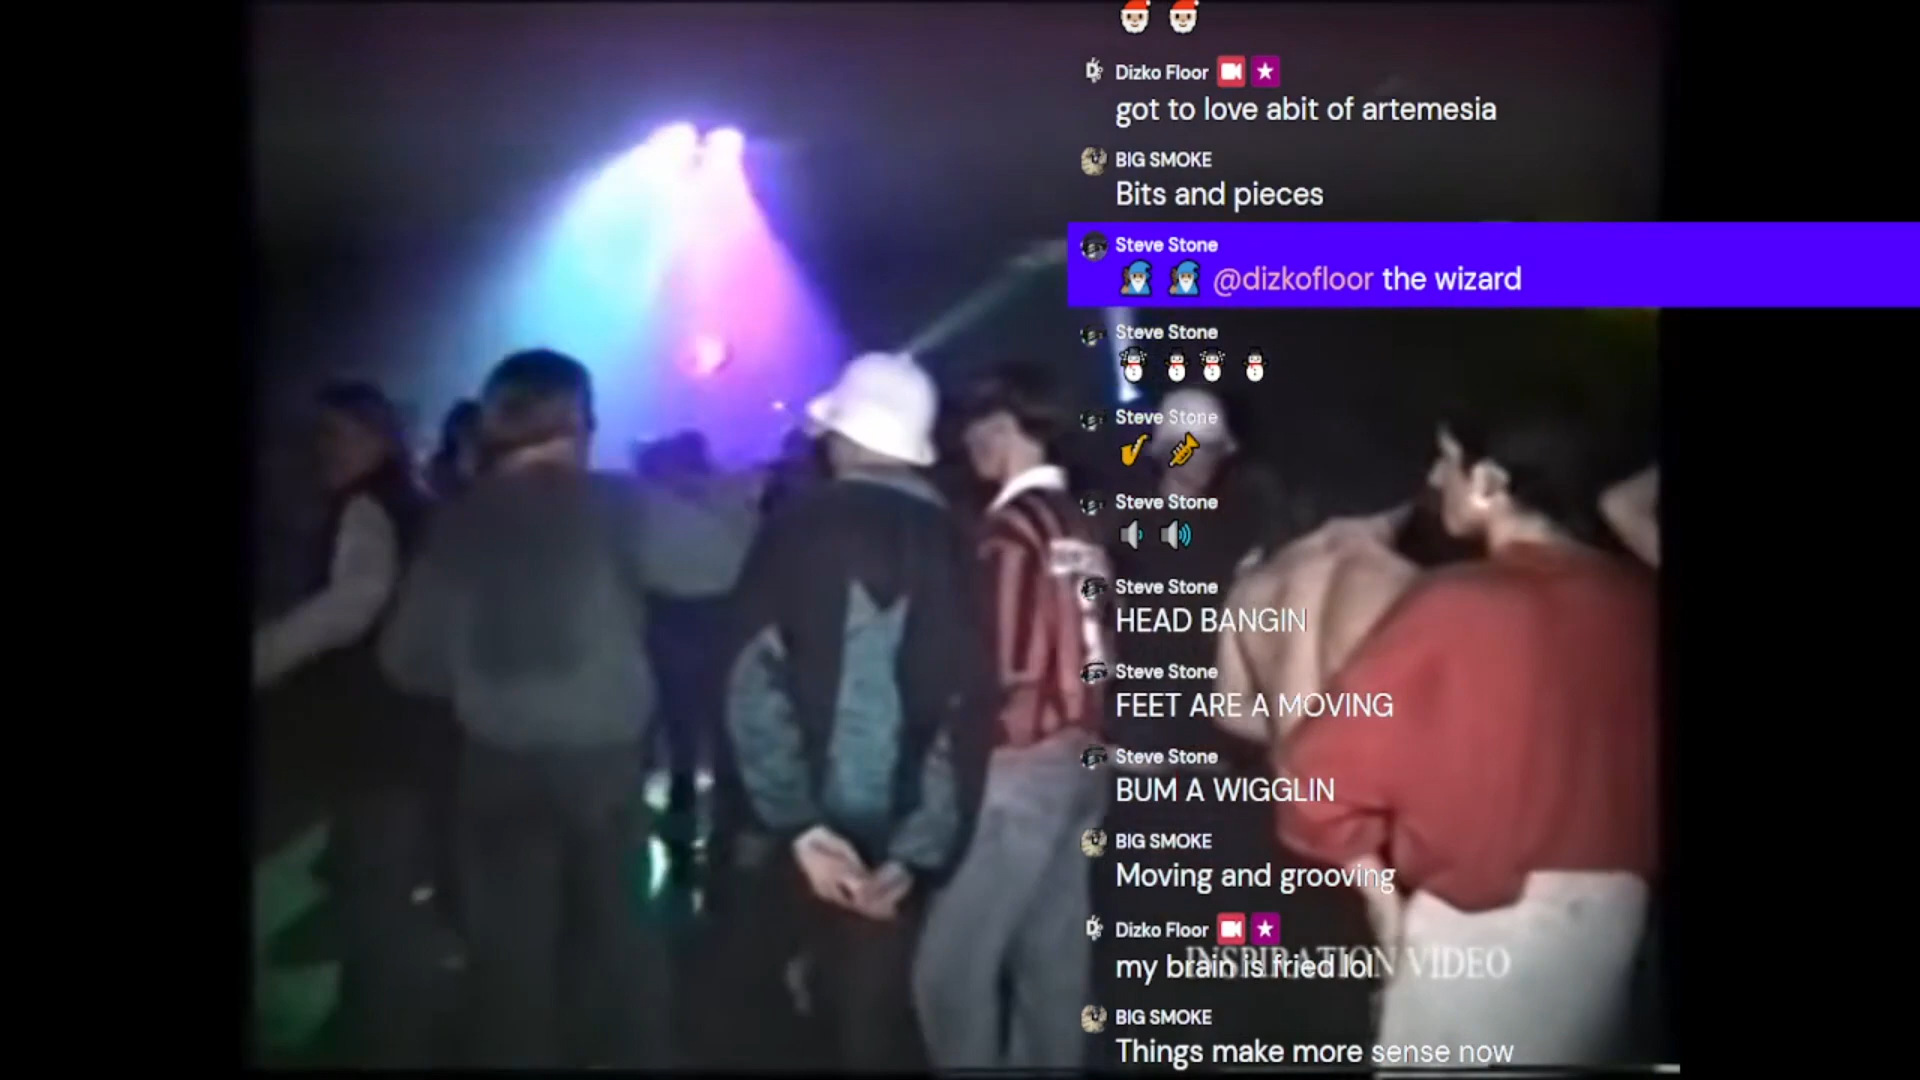 Dizko Floor
got to love abit of artemesia
BIG SMOKE
Bits and pieces
Steve Stone
@dizkofloor the wizard
Steve Stone
Steve Stone
Steve Stone
Steve Stone
HEAD BANGIN
Steve Stone
FEET ARE A MOVING
Steve Stone
BUM A WIGGLIN
BIG SMOKE
Moving and grooving
Dizko Floor
my brain is fried lol
INSPIRATION VIDEO
BIG SMOKE
Things make more sense now